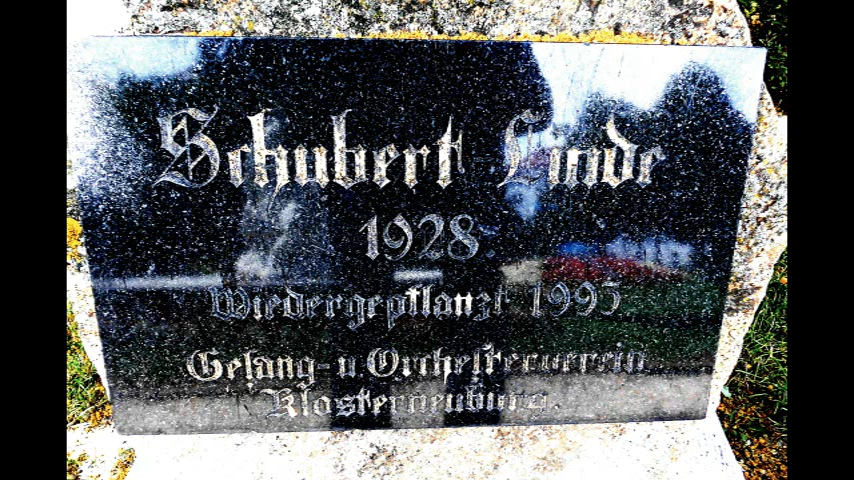 Schubert-Linde
1928.
Wiedergepflanzt 1995
Gesang- u. Orchesterverein
Klosterneuburg.